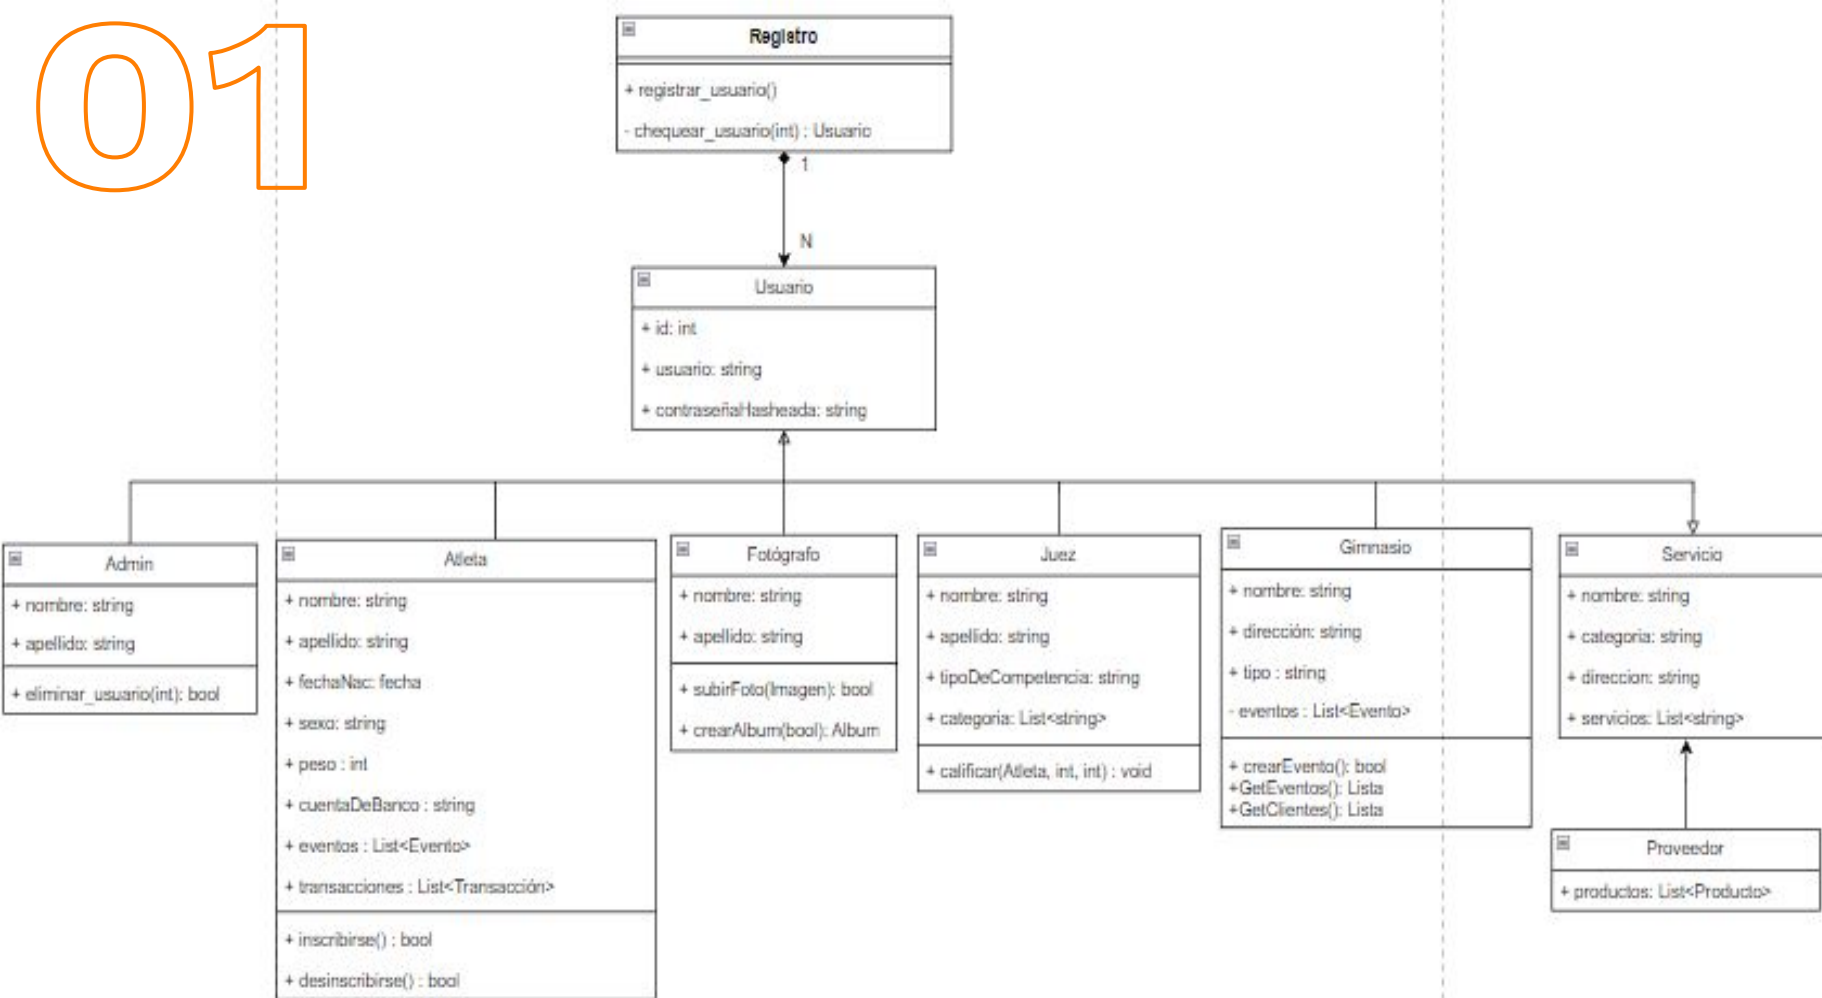 01
Registro
+ registrar_usuario()
- chequear_usuario(int) : Usuario
1
N
Usuario
+ id: int
+ usuario: string
+ contraseñaHasheada: string
Admin
+ nombre: string
+ apellido: string
+ eliminar_usuario(int): bool
Atleta
+ nombre: string
+ apellido: string
+ fechaNac: fecha
+ sexo: string
+ peso : int
+ cuentaDeBanco : string
+ eventos : List<Evento>
+ transacciones : List<Transacción>
+ inscribirse() : bool
+ desinscribirse() : bool
Fotógrafo
+ nombre: string
+ apellido: string
+ subirFoto(Imagen): bool
+ crearAlbum(bool): Album
Juez
+ nombre: string
+ apellido: string
+ tipoDeCompetencia: string
+ categoria: List<string>
+ calificar(Atleta, int, int) : void
Gimnasio
+ nombre: string
+ dirección: string
+ tipo : string
- eventos : List<Evento>
+ crearEvento(): bool
+GetEventos(): Lista
+GetClientes(): Lista
Servicio
+ nombre: string
+ categoria: string
+ direccion: string
+ servicios: List<string>
Proveedor
+ productos: List<Producto>